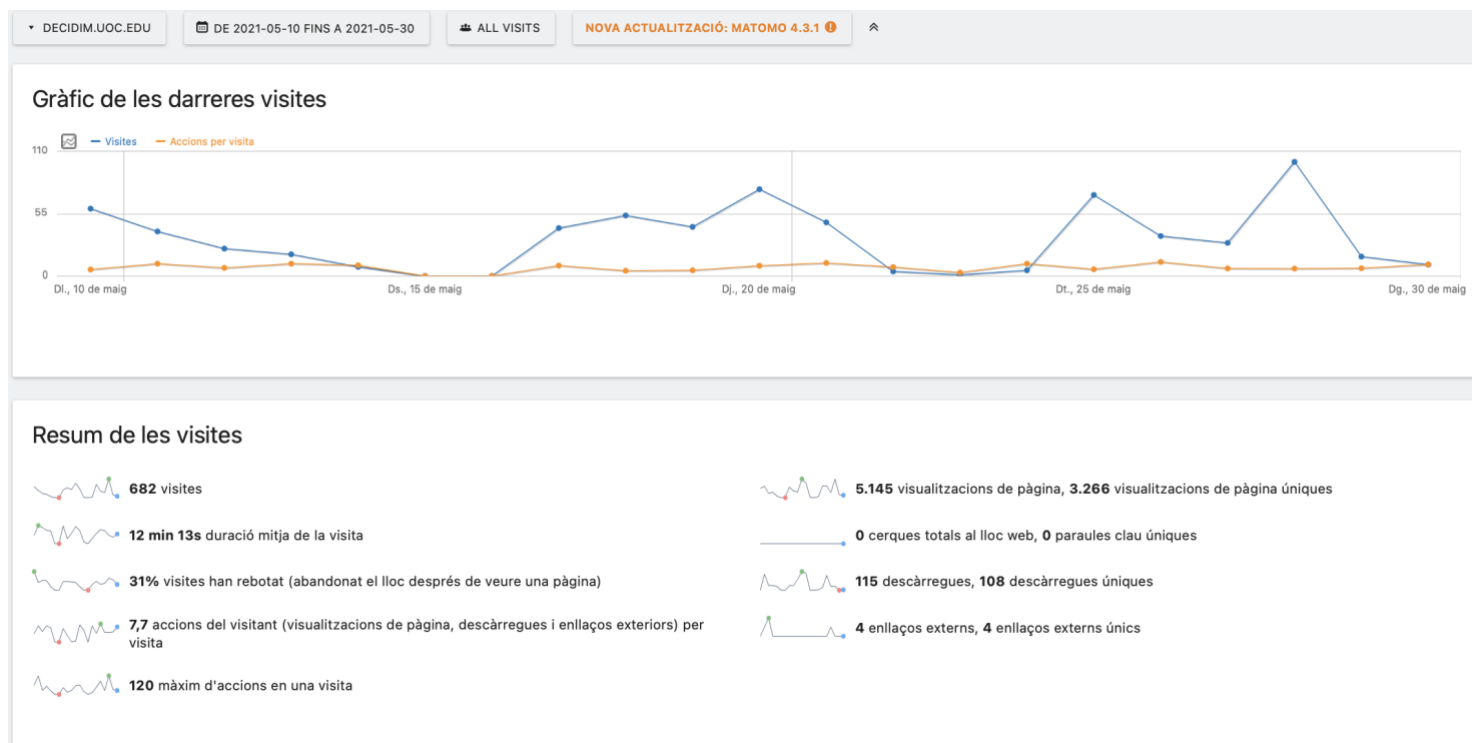 DECIDIM.UOC.EDU
DE 2021-05-10 FINS A 2021-05-30
ALL VISITS
NOVA ACTUALITZACIÓ: MATOMO 4.3.1
Gràfic de les darreres visites
Visites
Accions per visita
110
55
0
Dl., 10 de maig
Ds., 15 de maig
Dj., 20 de maig
Dt., 25 de maig
Dg., 30 de maig
Resum de les visites
682 visites
12 min 13s duració mitja de la visita
31% visites han rebotat (abandonat el lloc després de veure una pàgina)
7,7 accions del visitant (visualitzacions de pàgina, descàrregues i enllaços exteriors) per
visita
120 màxim d'accions en una visita
5.145 visualitzacions de pàgina, 3.266 visualitzacions de pàgina úniques
0 cerques totals al lloc web, 0 paraules clau úniques
115 descàrregues, 108 descàrregues úniques
4 enllaços externs, 4 enllaços externs únics